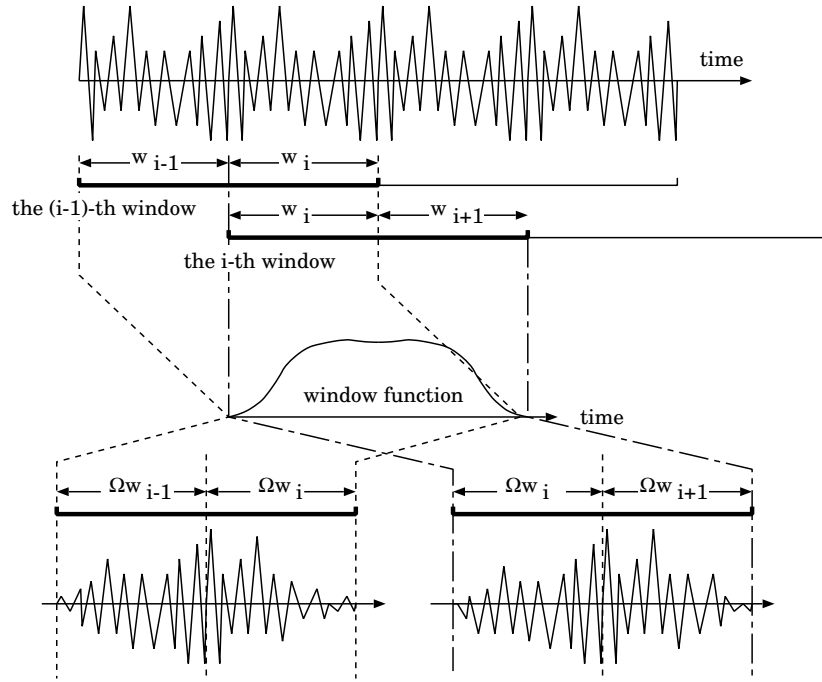 time
w i-1
w i
the (i-1)-th window
w i
w i+1
the i-th window
window function
time
Ωw i-1
Ωw i
Ωw i
Ωw i+1